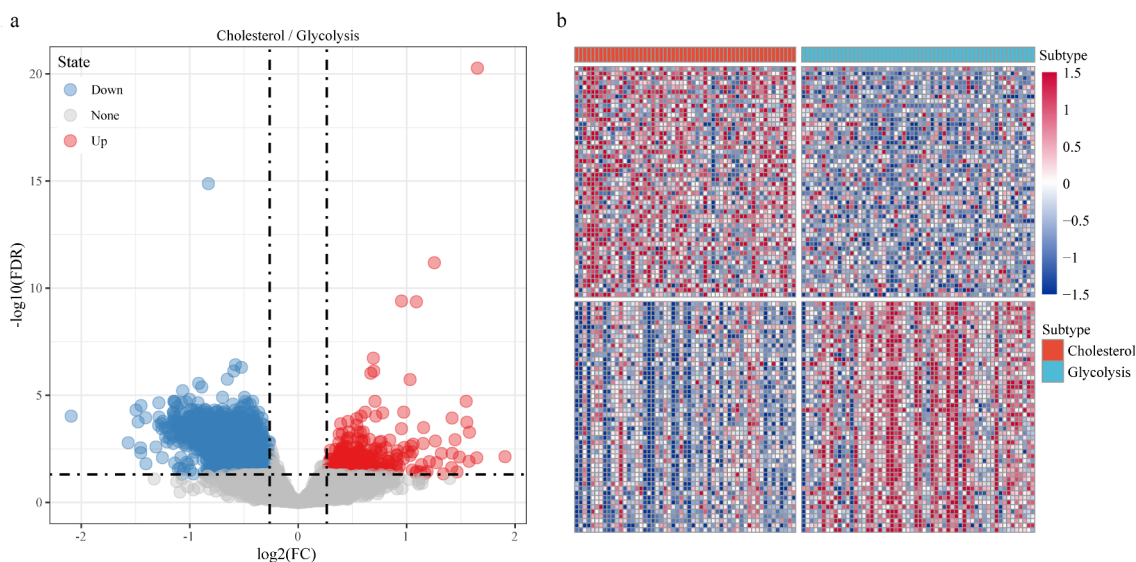 a
Cholesterol / Glycolysis
State
Down
None
Up
-log10(FDR)
20
15
10
5
0
-2
-1
0
1
2
log2(FC)
b
Subtype
1.5
1
0.5
0
−0.5
−1
−1.5
Subtype
Cholesterol
Glycolysis